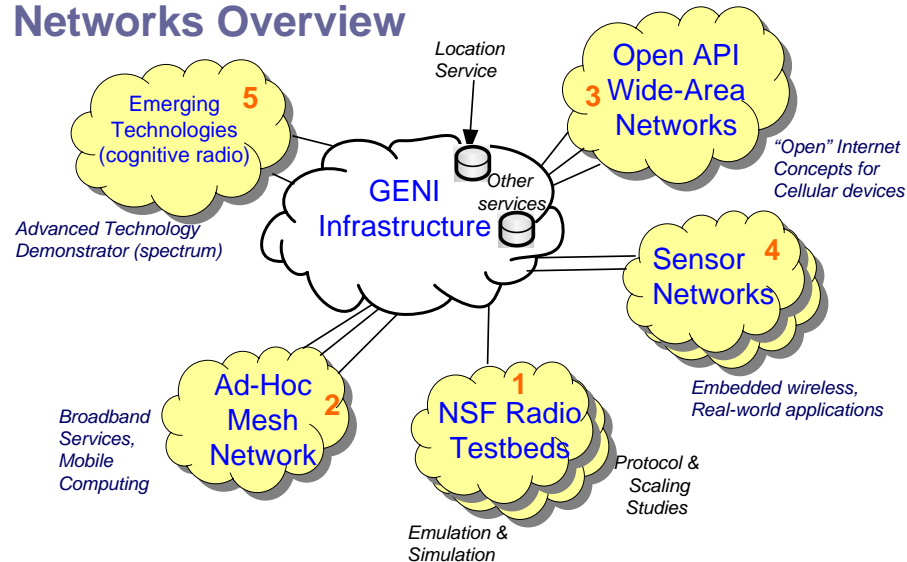 Networks Overview
Location
Service
Open API
3 Wide-Area
Networks
"Open" Internet
Concepts for
Cellular devices
Emerging 5
Technologies
(cognitive radio)
Advanced Technology
Demonstrator (spectrum)
GENI
Infrastructure
Other
services
Sensor 4
Networks
Embedded wireless,
Real-world applications
Ad-Hoc
Mesh 2
Network
Broadband
Services,
Mobile
Computing
1
NSF Radio
Testbeds
Protocol &
Scaling
Studies
Emulation &
Simulation